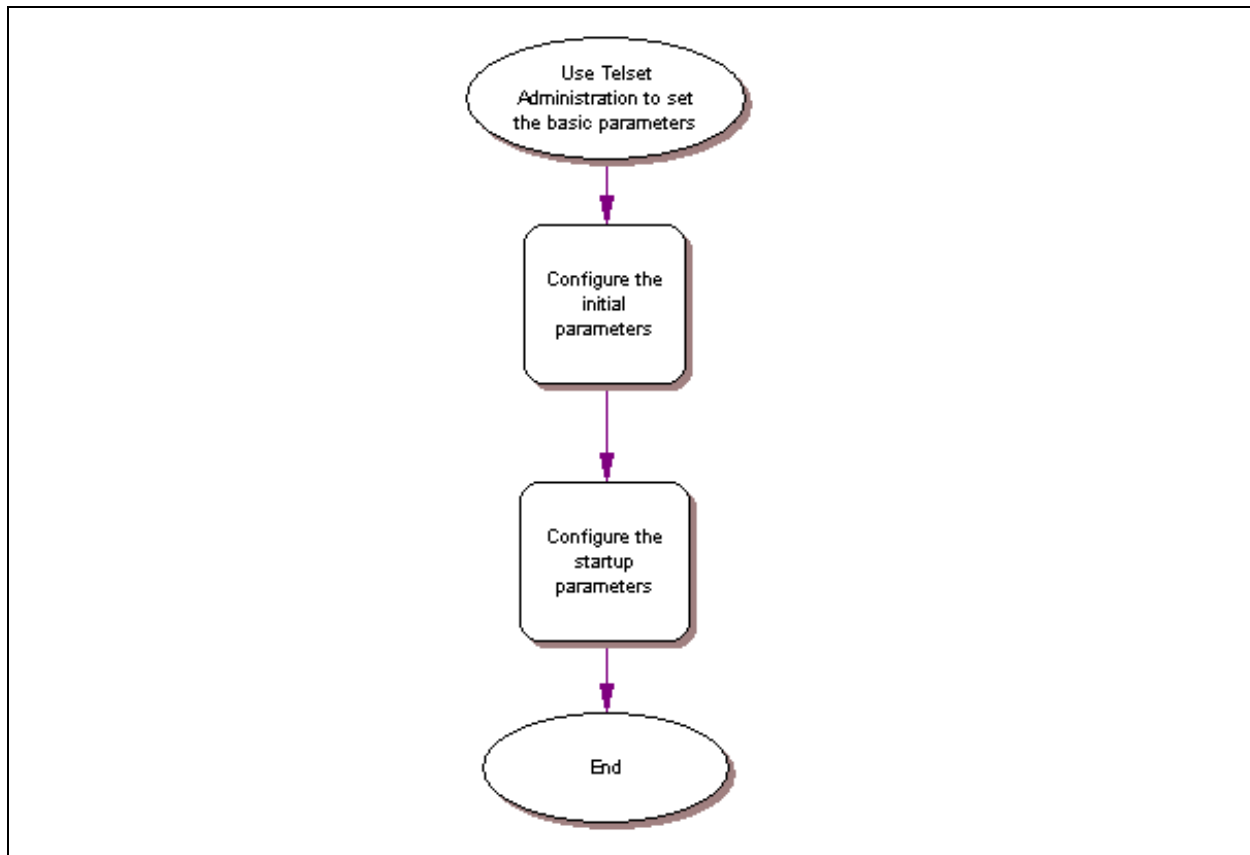 Use Telset
Administration to set
the basic parameters
Configure the
initial
parameters
Configure the
startup
parameters
End